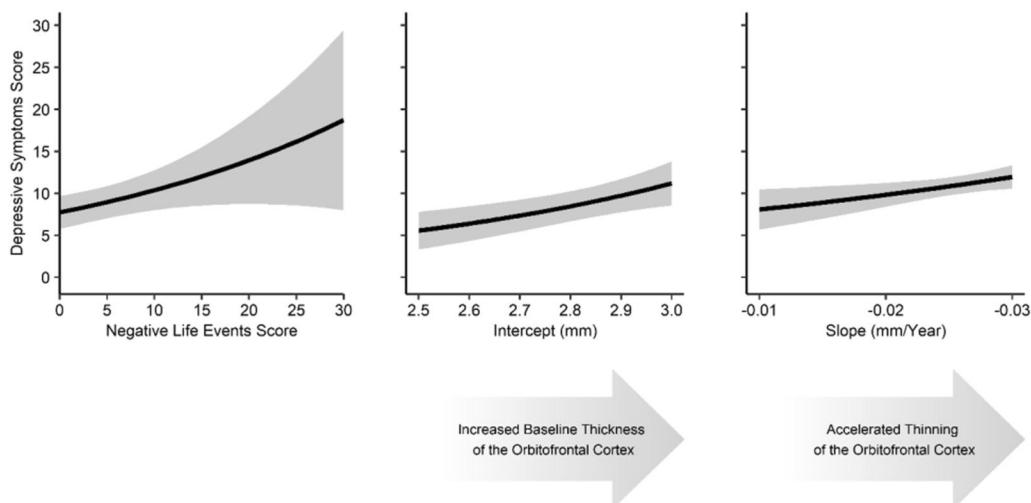 Depressive Symptoms Score
30
25
20
15
10
5
0
0 5 10 15 20 25 30
Negative Life Events Score
2.5 2.6 2.7 2.8 2.9 3.0
Intercept (mm)
-0.01 -0.02 -0.03
Slope (mm/Year)
Increased Baseline Thickness
of the Orbitofrontal Cortex
Accelerated Thinning
of the Orbitofrontal Cortex